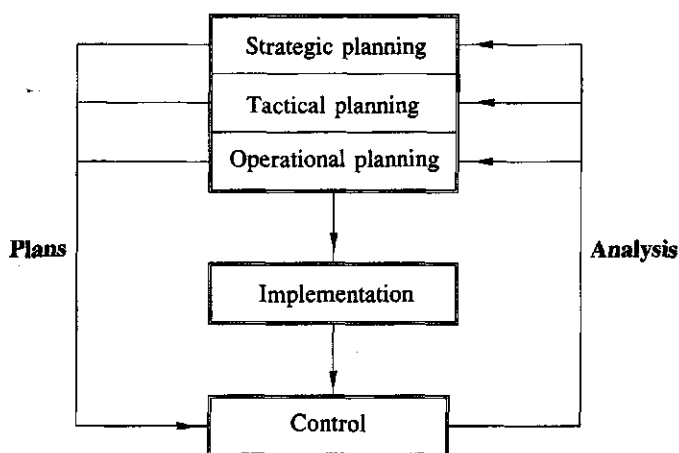 Strategic planning
Tactical planning
Operational planning
Plans
Analysis
Implementation
Control